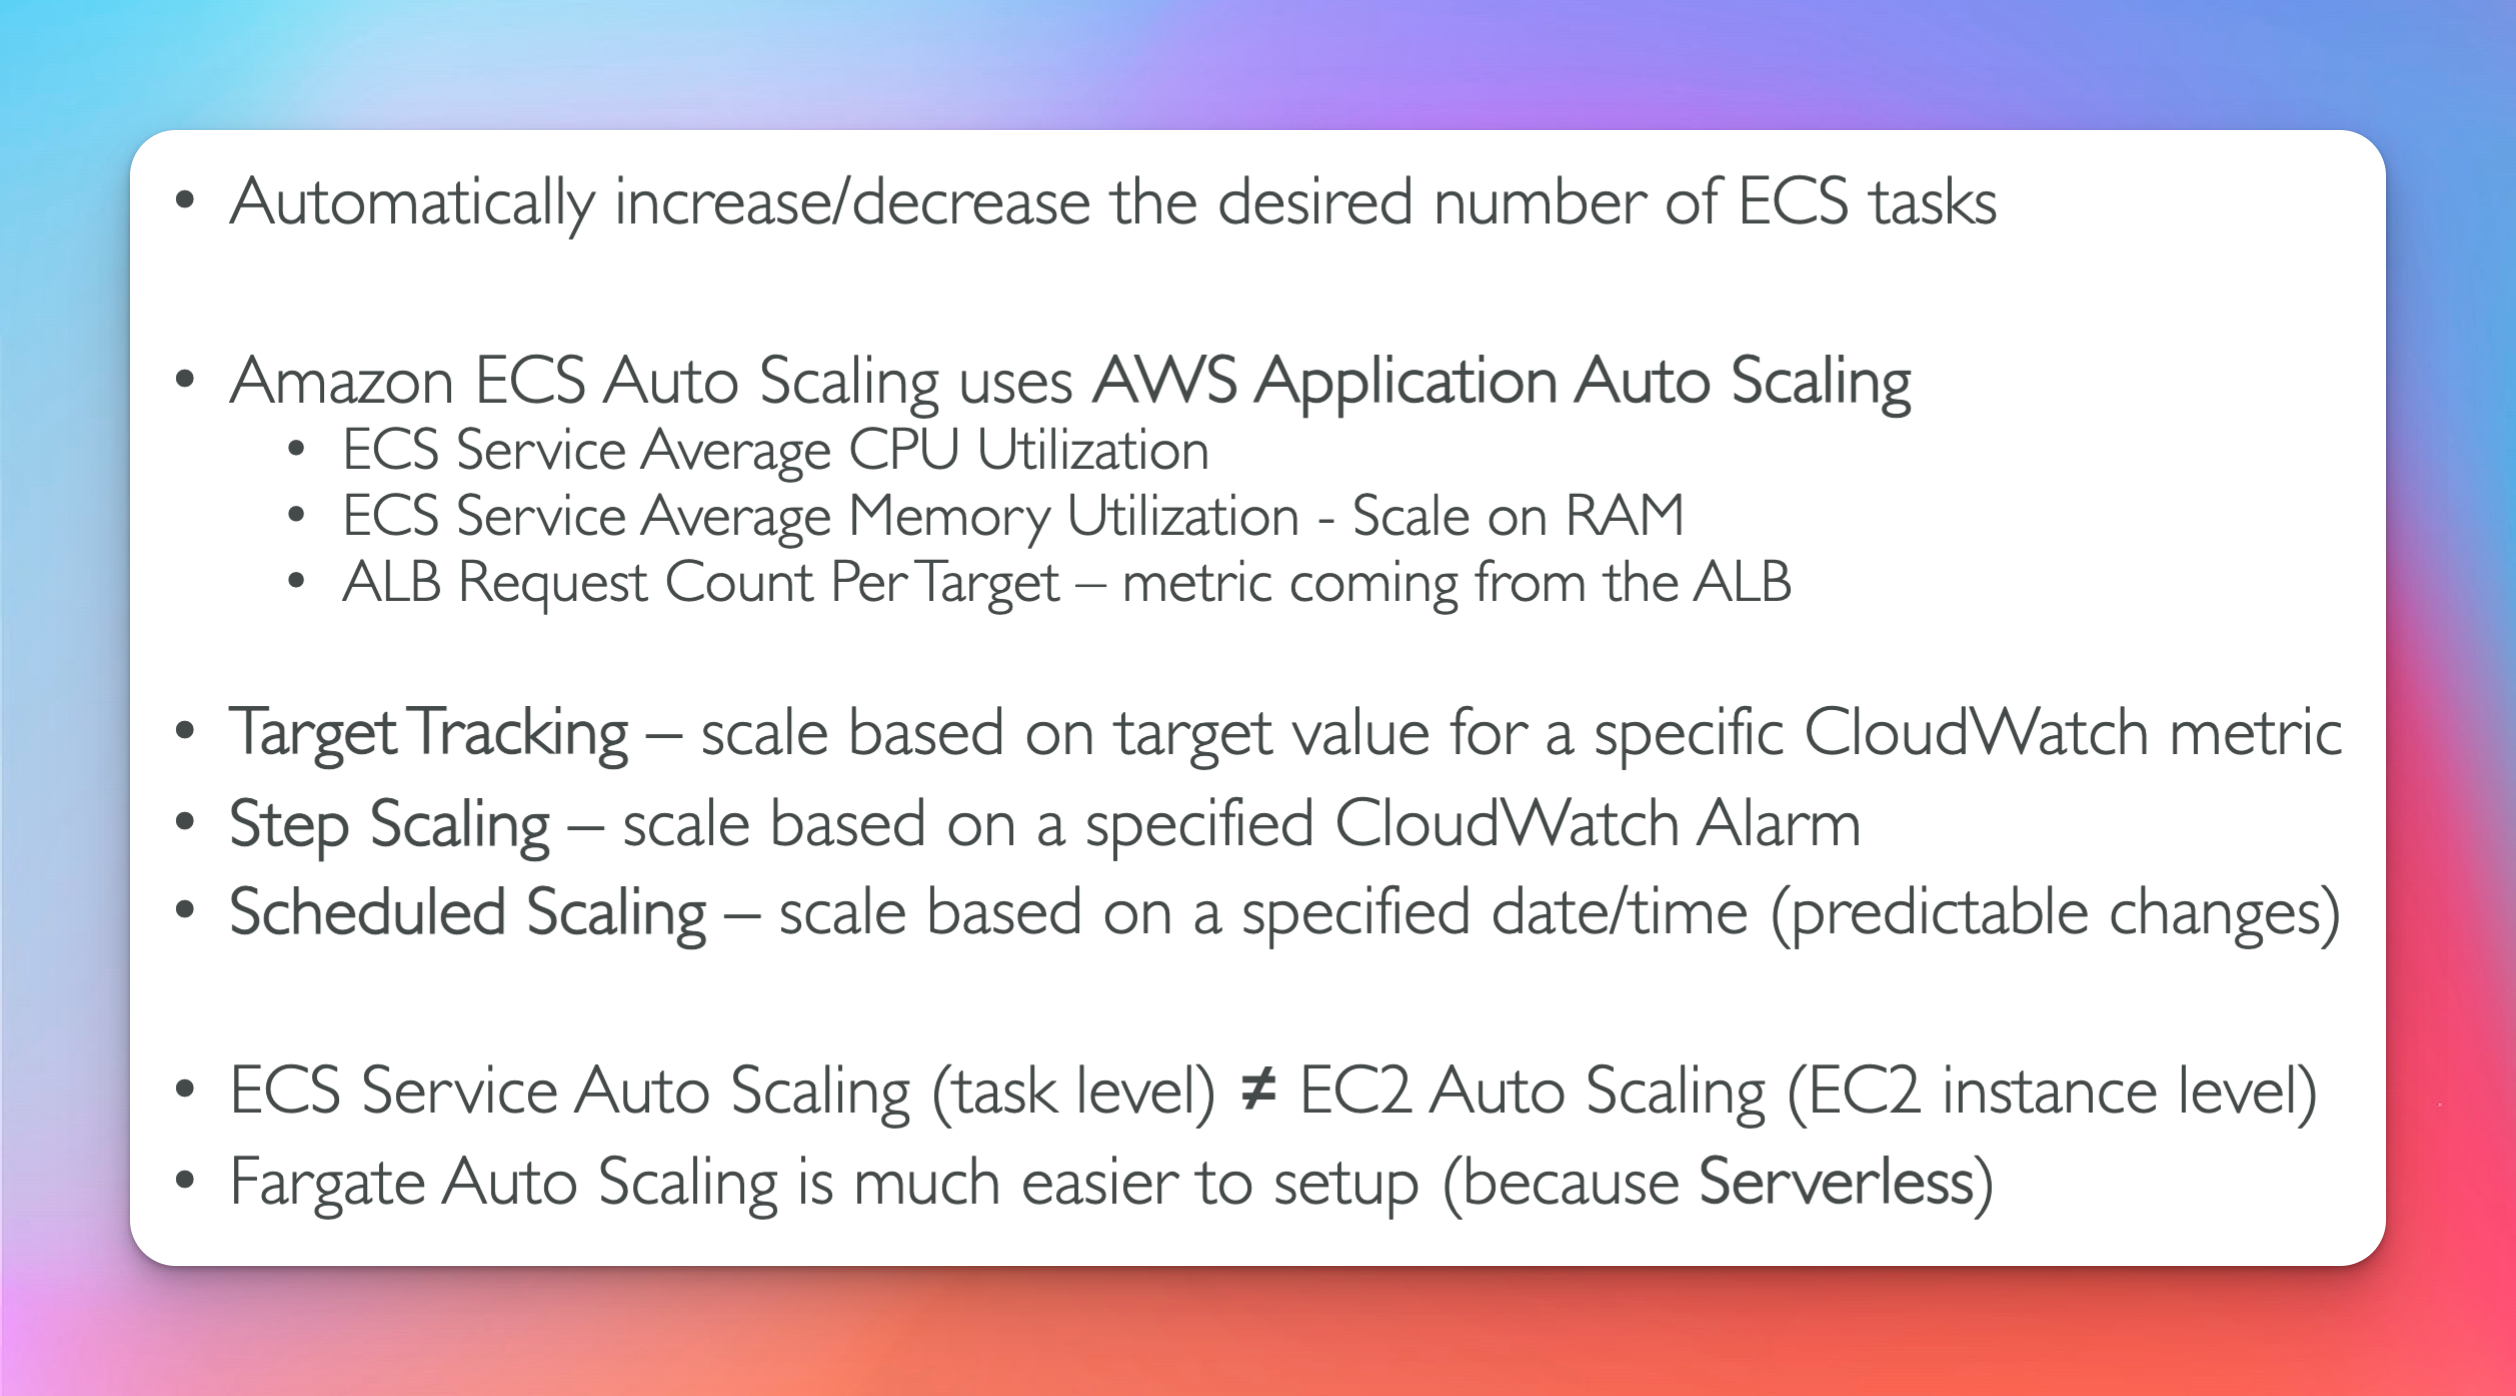 • Automatically increase/decrease the desired number of ECS tasks
• Amazon ECS Auto Scaling uses AWS Application Auto Scaling
• ECS Service Average CPU Utilization
• ECS Service Average Memory Utilization - Scale on RAM
• ALB Request Count Per Target – metric coming from the ALB
• Target Tracking – scale based on target value for a specific CloudWatch metric
• Step Scaling – scale based on a specified CloudWatch Alarm
• Scheduled Scaling – scale based on a specified date/time (predictable changes)
• ECS Service Auto Scaling (task level) ≠ EC2 Auto Scaling (EC2 instance level)
• Fargate Auto Scaling is much easier to setup (because Serverless)